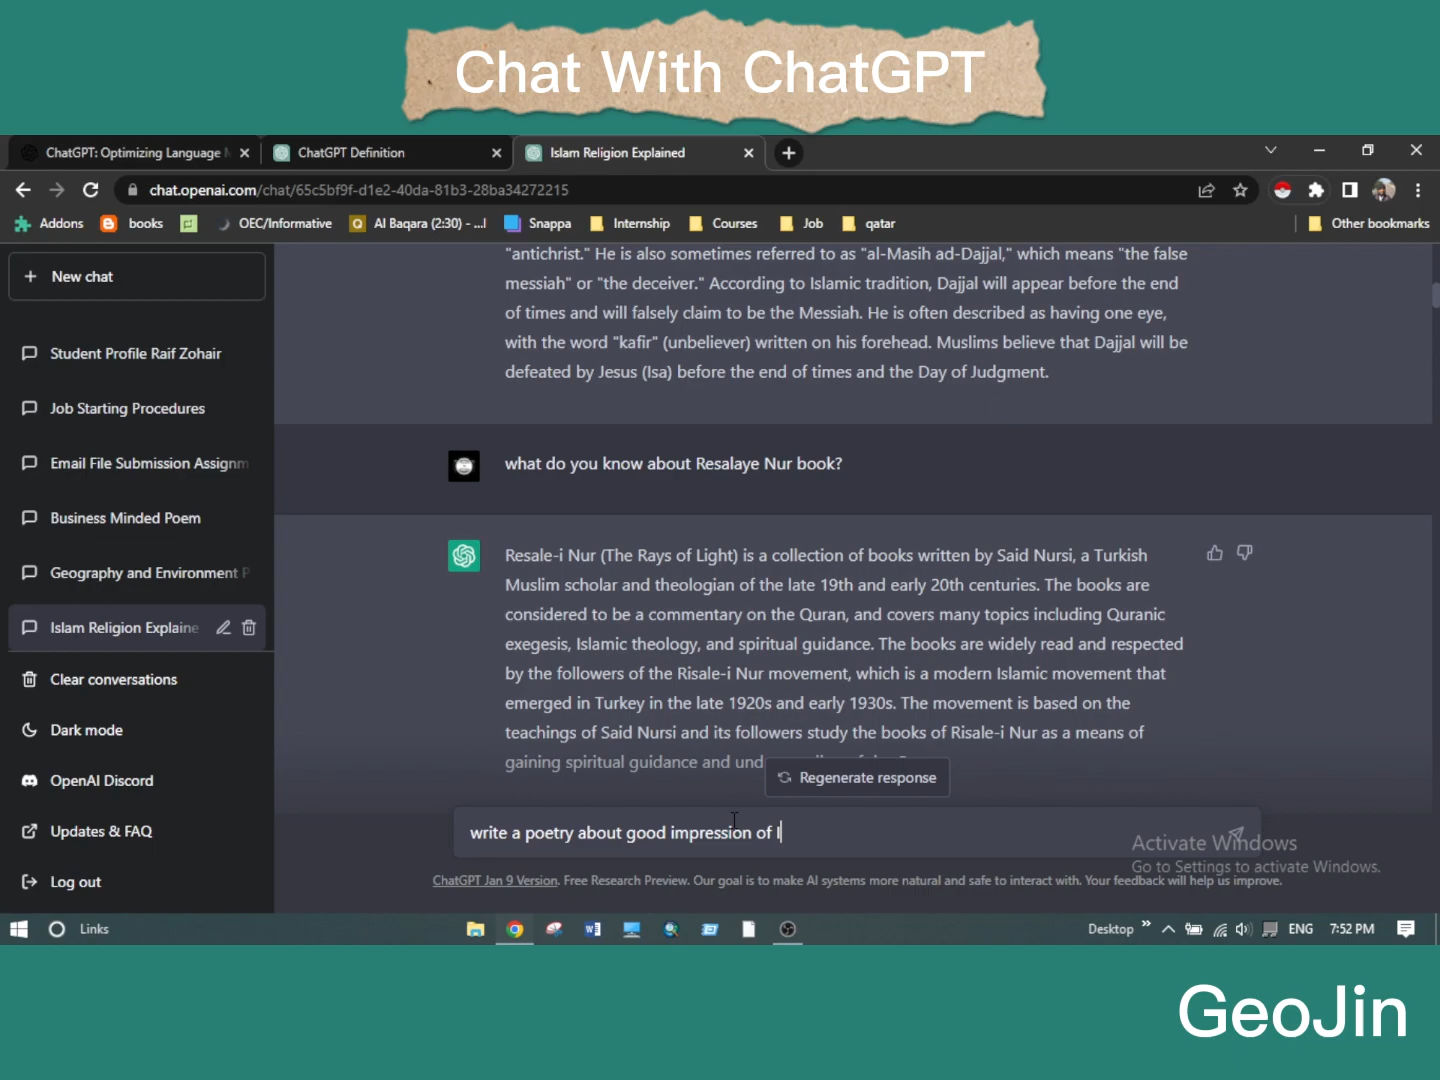 Chat With ChatGPT
ChatGPT: Optimizing Language
ChatGPT Definition
Islam Religion Explained
chat.openai.com/chat/65c5bf9f-d1e2-40da-81b3-28ba34272215
Addons
books
OEC/Informative
Al Baqara (2:30) - ...l
Snappa
Internship
Courses
Job
qatar
Other bookmarks
New chat
Student Profile Raif Zohair
Job Starting Procedures
Email File Submission Assignm
Business Minded Poem
Geography and Environment P
Islam Religion Explaine
Clear conversations
Dark mode
OpenAI Discord
Updates & FAQ
Log out
"antichrist." He is also sometimes referred to as "al-Masih ad-Dajjal," which means "the false
messiah" or "the deceiver." According to Islamic tradition, Dajjal will appear before the end
of times and will falsely claim to be the Messiah. He is often described as having one eye,
with the word "kafir" (unbeliever) written on his forehead. Muslims believe that Dajjal will be
defeated by Jesus (Isa) before the end of times and the Day of Judgment.
what do you know about Resalaye Nur book?
Resale-i Nur (The Rays of Light) is a collection of books written by Said Nursi, a Turkish
Muslim scholar and theologian of the late 19th and early 20th centuries. The books are
considered to be a commentary on the Quran, and covers many topics including Quranic
exegesis, Islamic theology, and spiritual guidance. The books are widely read and respected
by the followers of the Risale-i Nur movement, which is a modern Islamic movement that
emerged in Turkey in the late 1920s and early 1930s. The movement is based on the
teachings of Said Nursi and its followers study the books of Risale-i Nur as a means of
gaining spiritual guidance and und
Regenerate response
write a poetry about good impression of I
Activate Windows
Go to Settings to activate Windows.
ChatGPT Jan 9 Version. Free Research Preview. Our goal is to make AI systems more natural and safe to interact with. Your feedback will help us improve.
Links
Desktop
ENG
7:52 PM
GeoJin